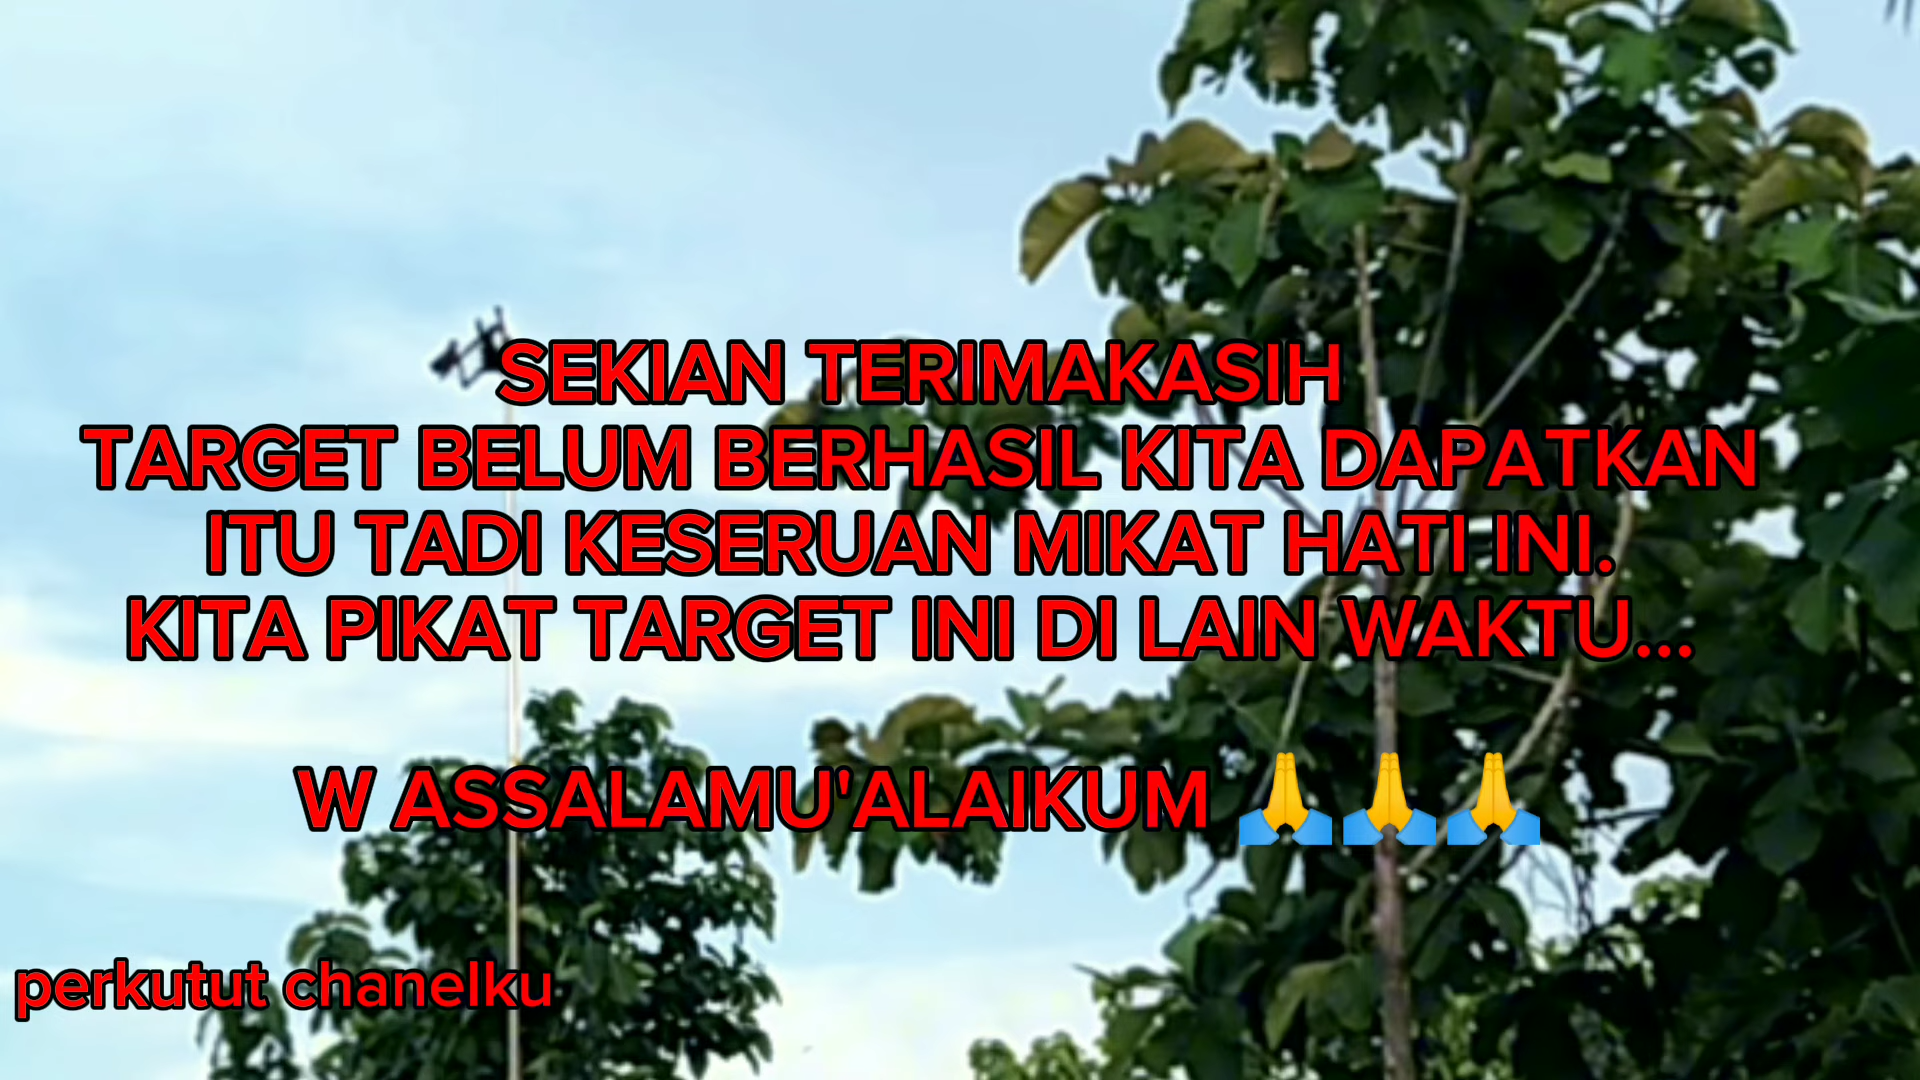 SEKIAN TERIMAKASIH
TARGET BELUM BERHASIL KITA DAPATKAN
ITU TADI KESERUAN MIKAT HATI INI.
KITA PIKAT TARGET INI DI LAIN WAKTU...
W ASSALAMU'ALAIKUM 🙏🙏🙏
perkutut chanelku